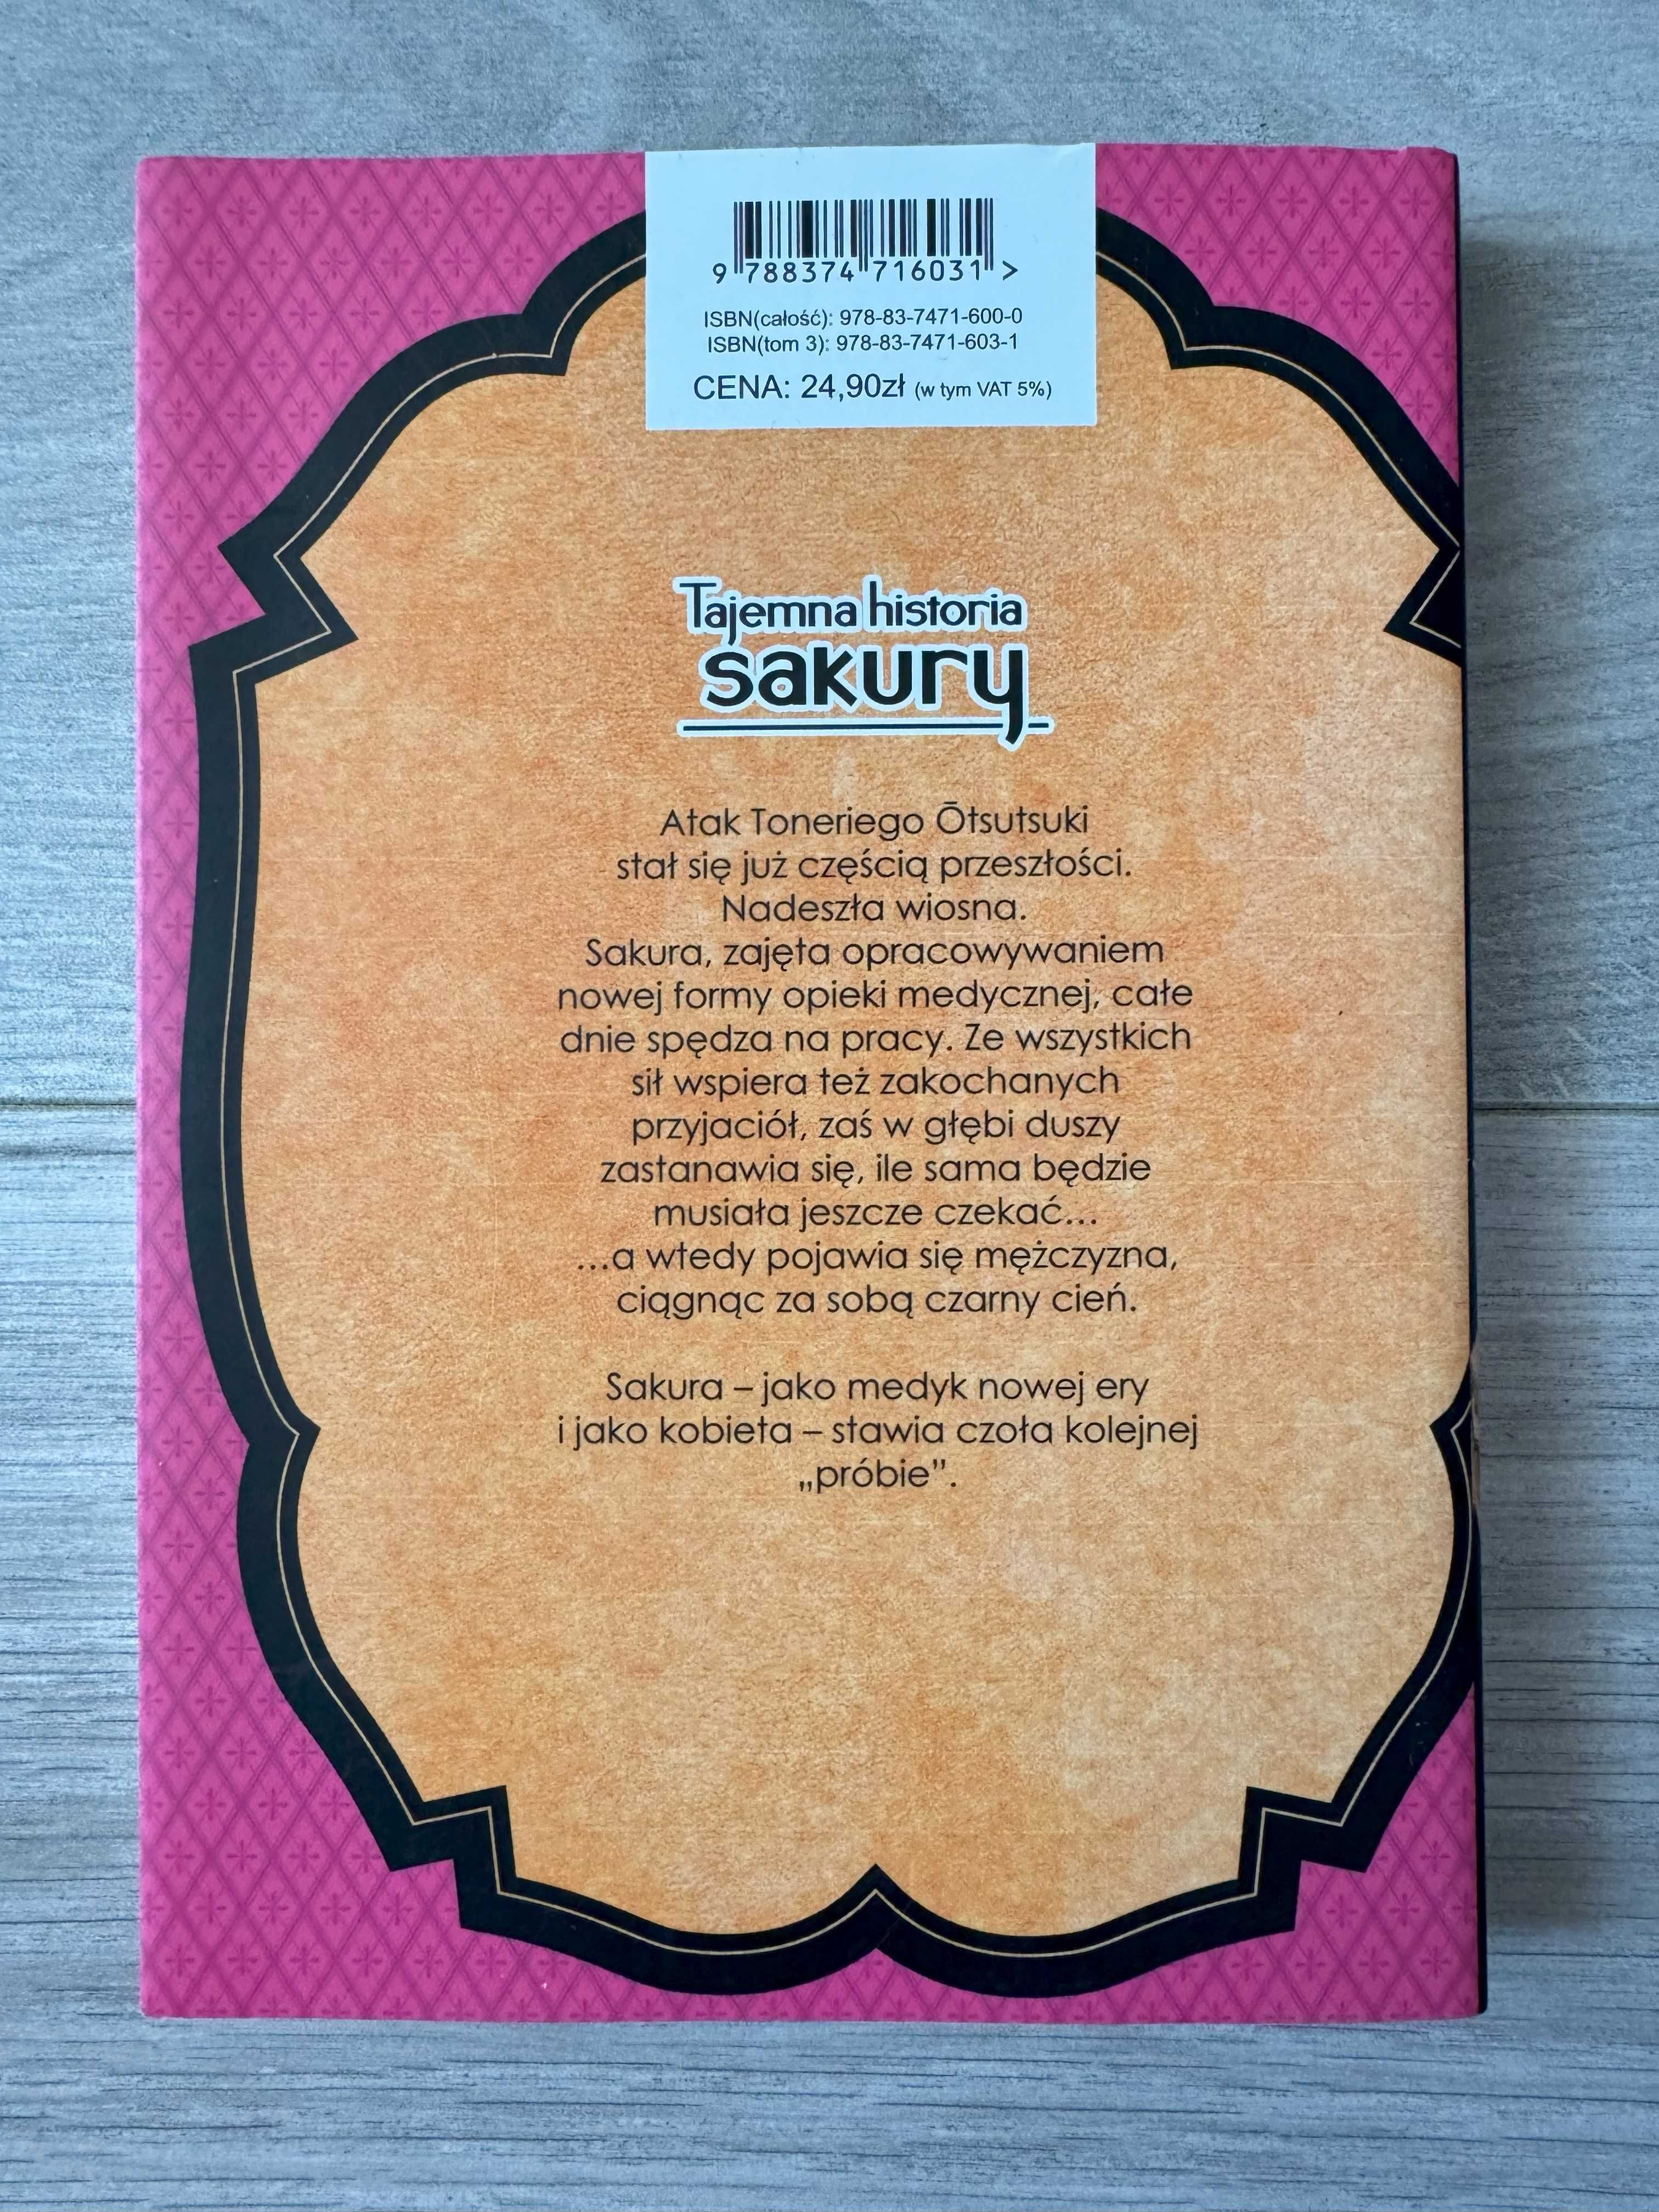 9 788374 716031 >
ISBN(całość): 978-83-7471-600-0
ISBN(tom 3): 978-83-7471-603-1
CENA: 24,90zł (w tym VAT 5%)
Tajemna historia
sakury
Atak Toneriego Ōtsutsuki
stał się już częścią przeszłości.
Nadeszła wiosna.
Sakura, zajęta opracowywaniem
nowej formy opieki medycznej, całe
dnie spędza na pracy. Ze wszystkich
sił wspiera też zakochanych
przyjaciół, zaś w głębi duszy
zastanawia się, ile sama będzie
musiała jeszcze czekać...
...a wtedy pojawia się mężczyzna,
ciągnąc za sobą czarny cień.
Sakura – jako medyk nowej ery
i jako kobieta – stawia czoła kolejnej
„próbie”.